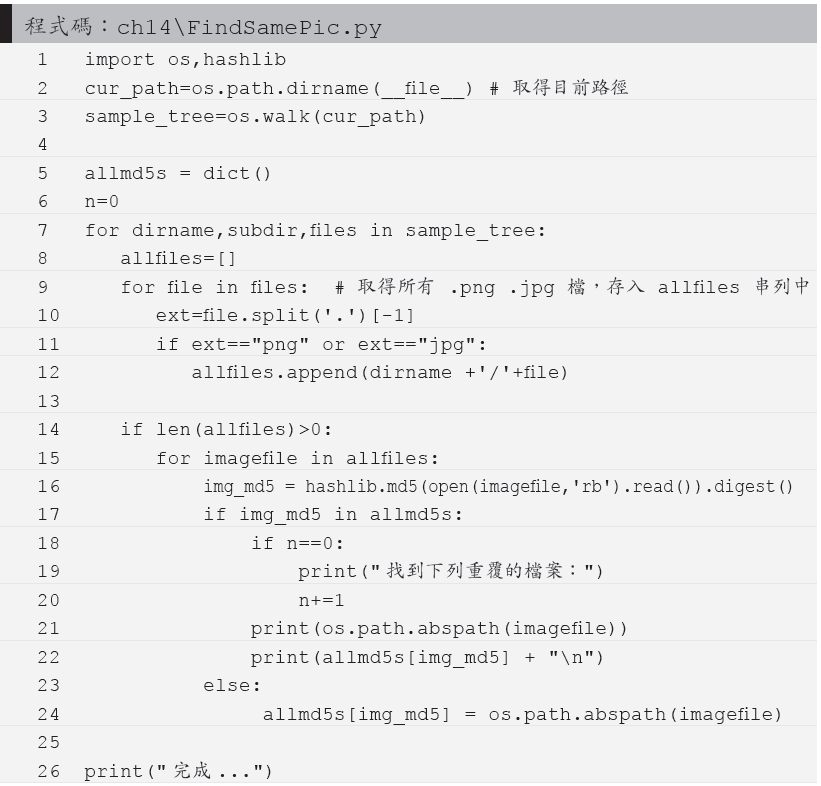 程式碼：ch14\FindSamePic.py
1 import os,hashlib
2 cur_path=os.path.dirname(__file__) # 取得目前路徑
3 sample_tree=os.walk(cur_path)
4
5 allmd5s = dict()
6 n=0
7 for dirname,subdir,files in sample_tree:
8    allfiles=[]
9    for file in files:  # 取得所有 .png .jpg 檔，存入 allfiles 串列中
10       ext=file.split('.')[-1]
11       if ext=="png" or ext=="jpg":
12          allfiles.append(dirname +'/'+file)
13
14    if len(allfiles)>0:
15       for imagefile in allfiles:
16           img_md5 = hashlib.md5(open(imagefile,'rb').read()).digest()
17           if img_md5 in allmd5s:
18               if n==0:
19                   print("找到下列重覆的檔案：")
20                   n+=1
21               print(os.path.abspath(imagefile))
22               print(allmd5s[img_md5] + "\n")
23           else:
24                allmd5s[img_md5] = os.path.abspath(imagefile)
25
26 print("完成...")